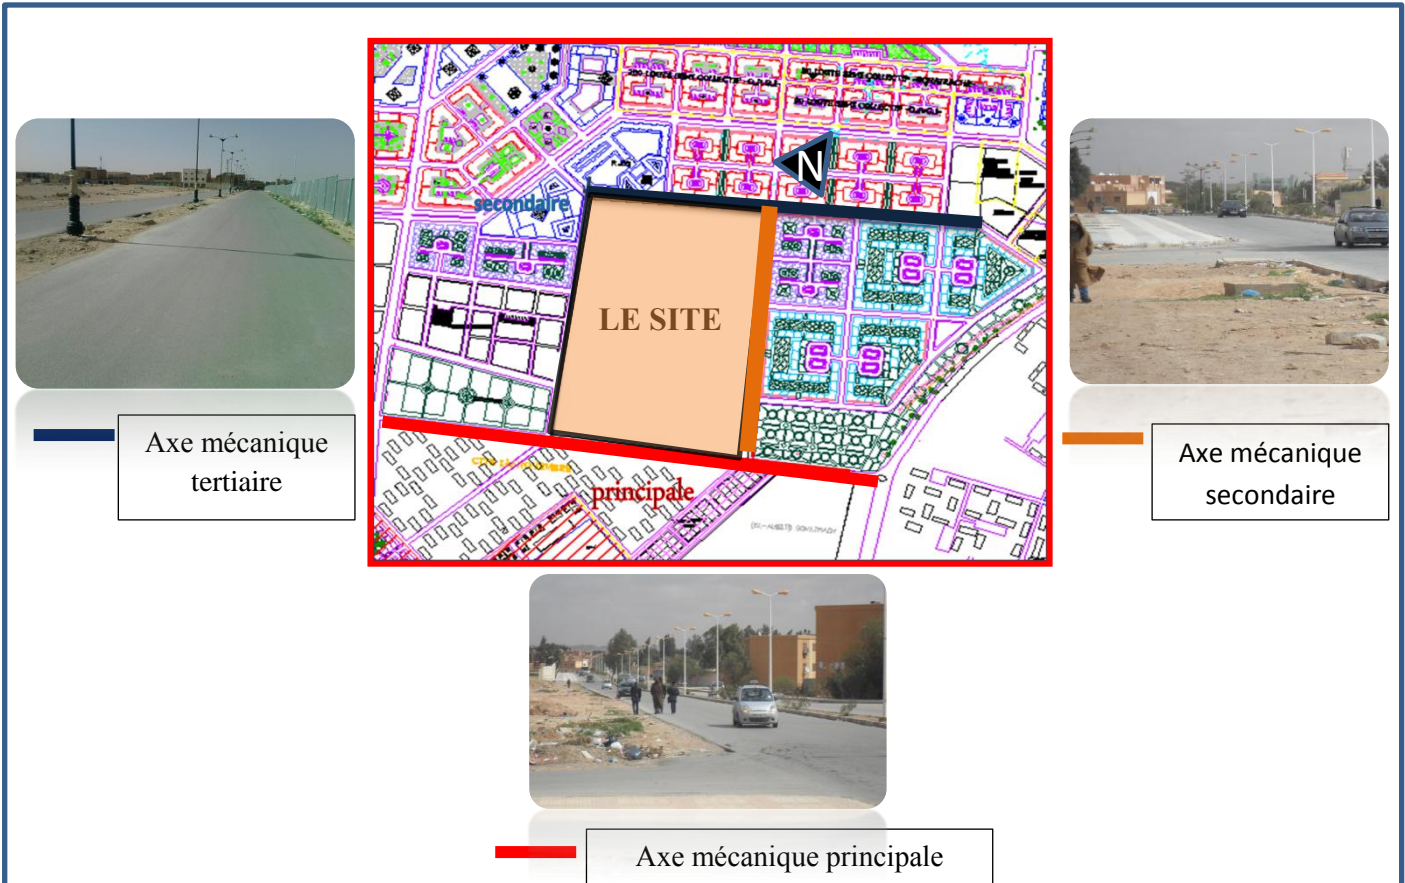 N
secondaire
LE SITE
principale
Axe mécanique
tertiaire
Axe mécanique
secondaire
Axe mécanique principale